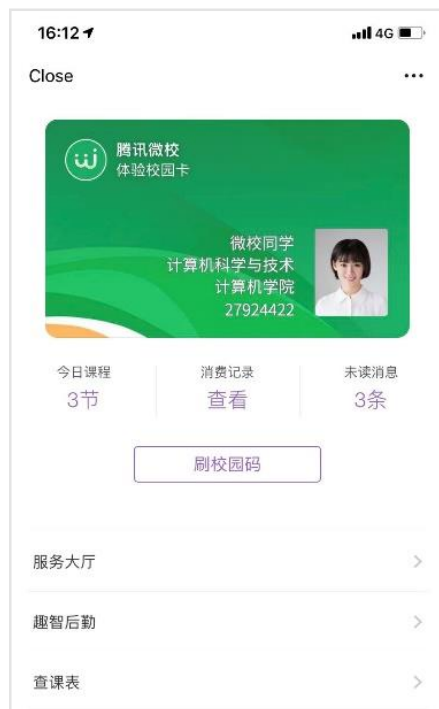 16:12
4G
Close
腾讯微校
体验校园卡
微校同学
计算机科学与技术
计算机学院
27924422
今日课程
消费记录
未读消息
3节
查看
3条
刷校园码
服务大厅
趣智后勤
查课表